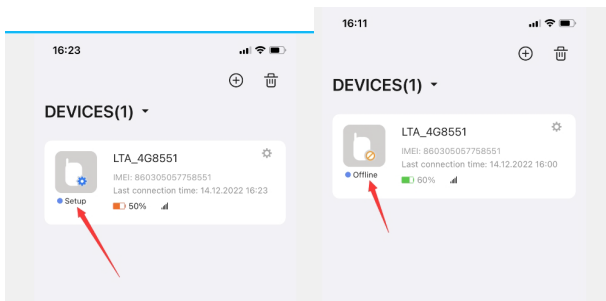 16:23
DEVICES(1)
LTA_4G8551
IMEI: 860305057758551
Last connection time: 14.12.2022 16:23
Setup
50%
16:11
DEVICES(1)
LTA_4G8551
IMEI: 860305057758551
Last connection time: 14.12.2022 16:00
Offline
60%